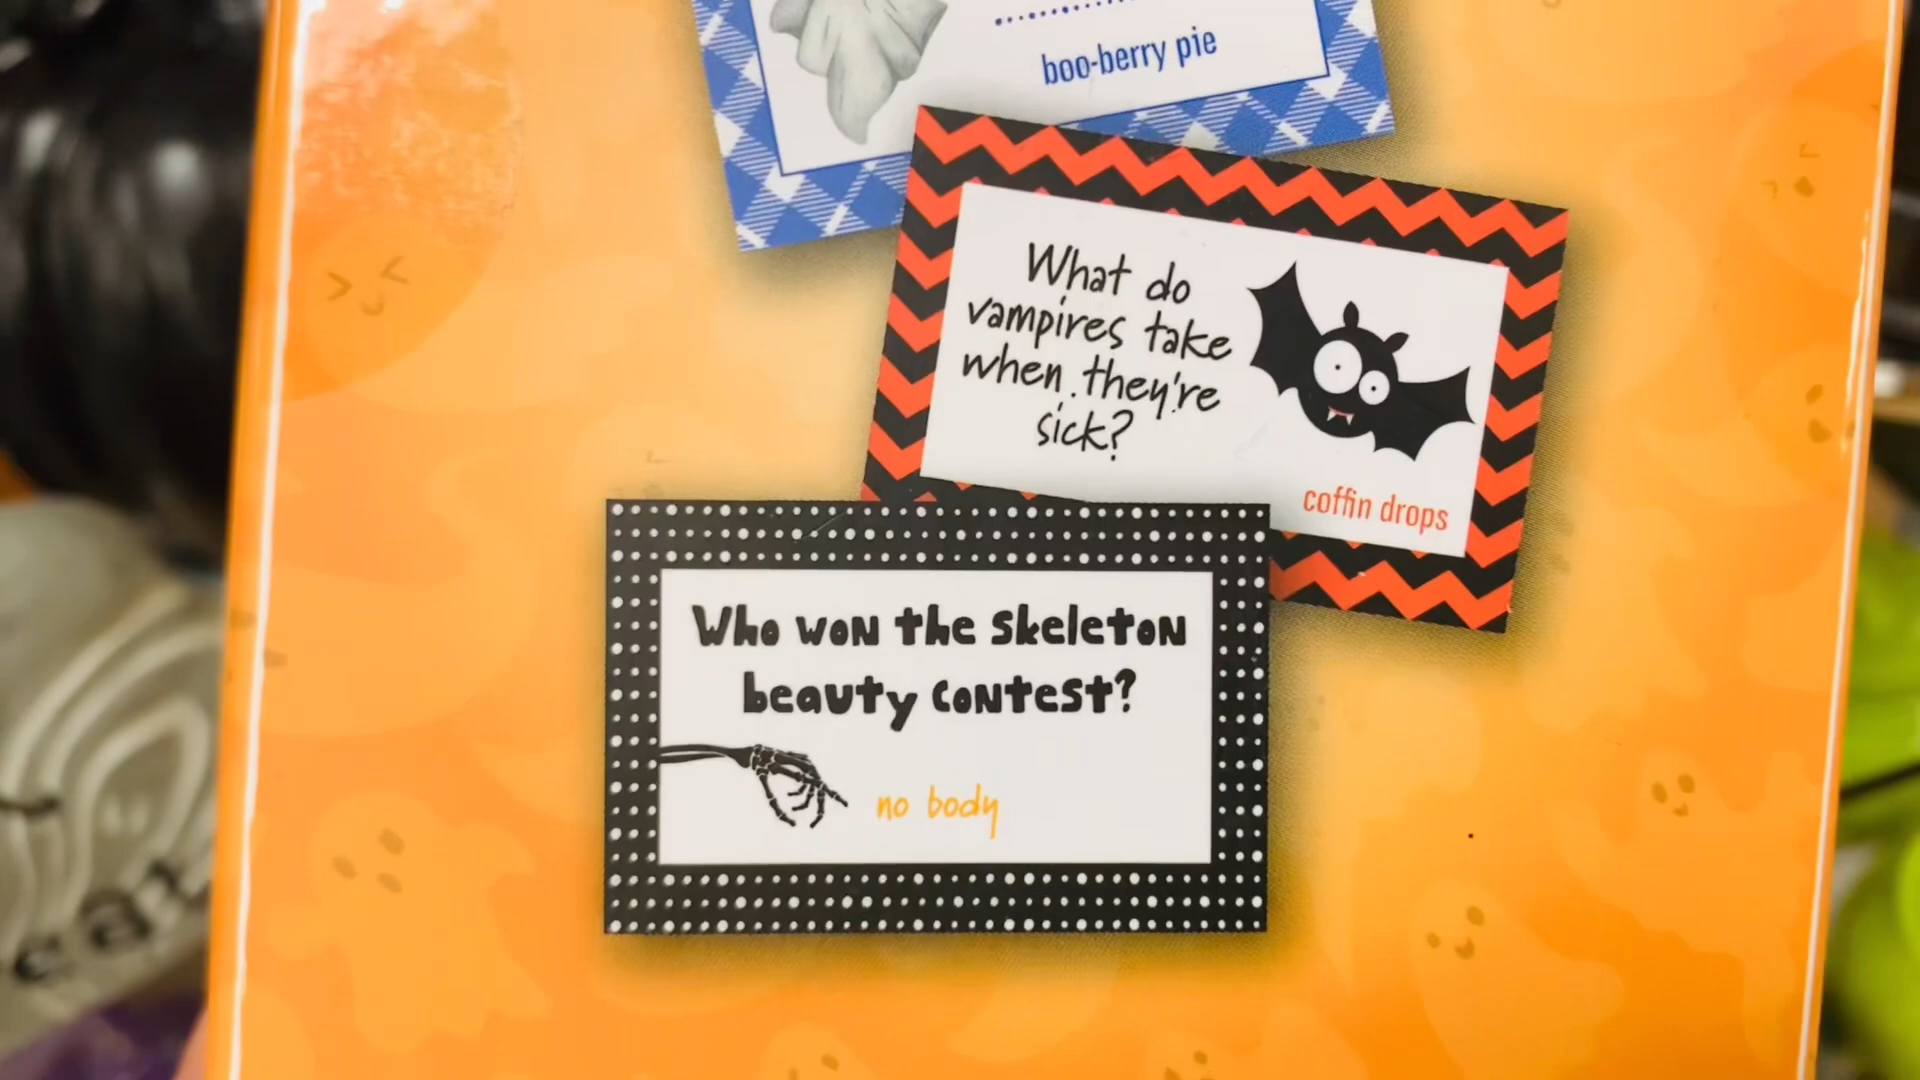 boo-berry pie
What do
vampires take
when they're
sick?
coffin drops
Who won the skeleton
beauty contest?
no body